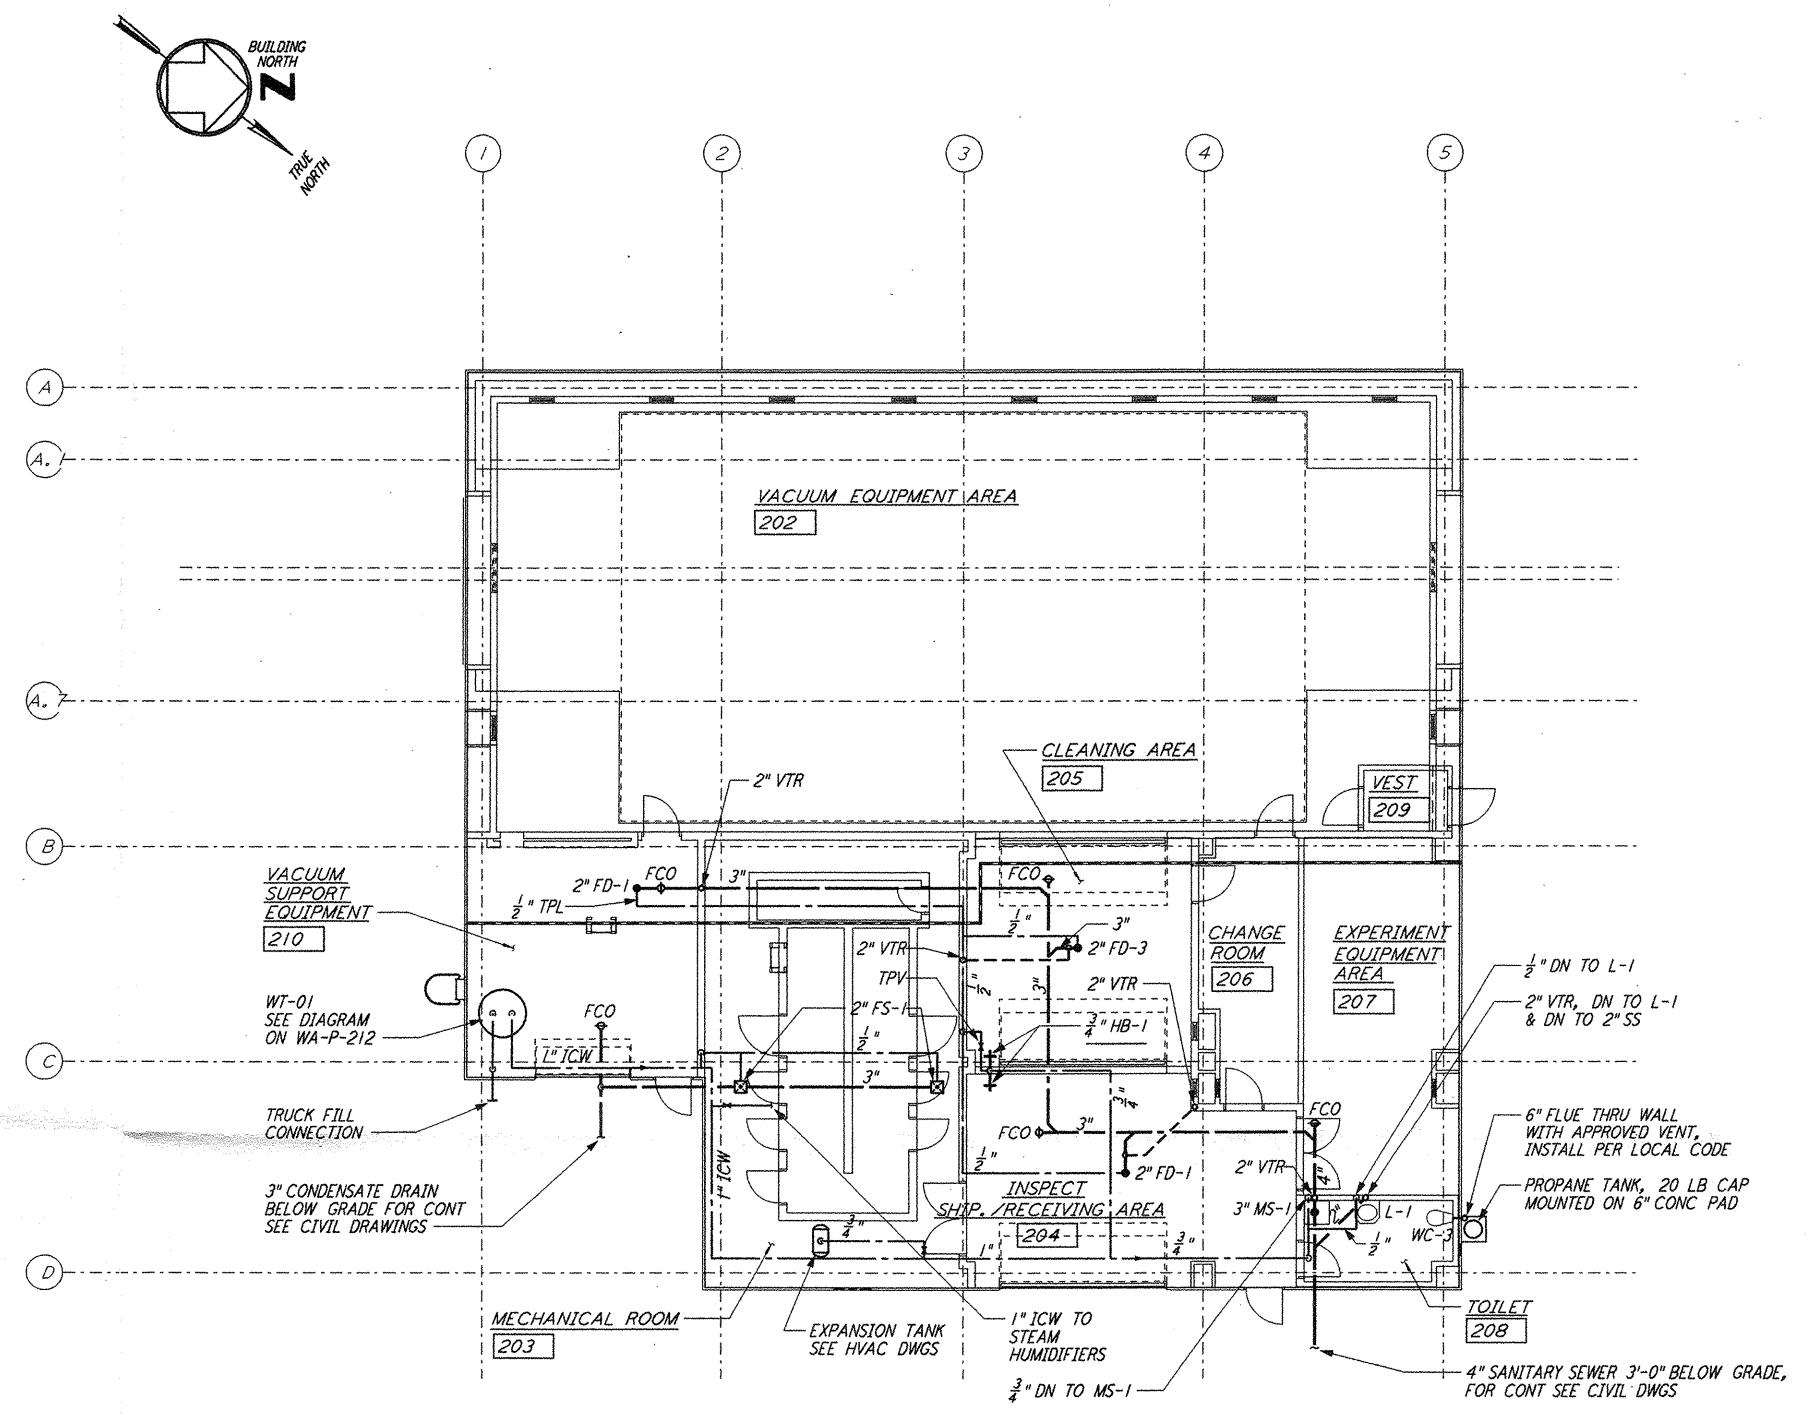 BUILDING
NORTH
N
TRUE
NORTH
1
2
3
4
5
A
A.
A.7
B
C
D
VACUUM EQUIPMENT AREA
202
CLEANING AREA
205
VEST
209
2" VTR
VACUUM
SUPPORT
EQUIPMENT
210
2" FD-1
FCO
3"
1/2" TPL
FCO
1/2"
3"
2" FD-3
2" VTR
TPV
1/2"
3"
2" VTR
CHANGE
ROOM
206
EXPERIMENT
EQUIPMENT
AREA
207
1/2" DN TO L-1
2" VTR, DN TO L-1
& DN TO 2" SS
WT-01
SEE DIAGRAM
ON WA-P-212
FCO
1" ICW
2" FS-1
1/2"
3"
3/4" HB-1
3/4"
TRUCK FILL
CONNECTION
3" CONDENSATE DRAIN
BELOW GRADE FOR CONT
SEE CIVIL DRAWINGS
1" ICW
FCO
3"
1/2"
2" FD-1
FCO
4"
2" VTR
3" MS-1
2"
L-1
WC-3
1/2"
6" FLUE THRU WALL
WITH APPROVED VENT,
INSTALL PER LOCAL CODE
PROPANE TANK, 20 LB CAP
MOUNTED ON 6" CONC PAD
INSPECT
SHIP./RECEIVING AREA
204
3/4"
1"
3/4"
MECHANICAL ROOM
203
EXPANSION TANK
SEE HVAC DWGS
1" ICW TO
STEAM
HUMIDIFIERS
3/4" DN TO MS-1
TOILET
208
4" SANITARY SEWER 3'-0" BELOW GRADE,
FOR CONT SEE CIVIL DWGS